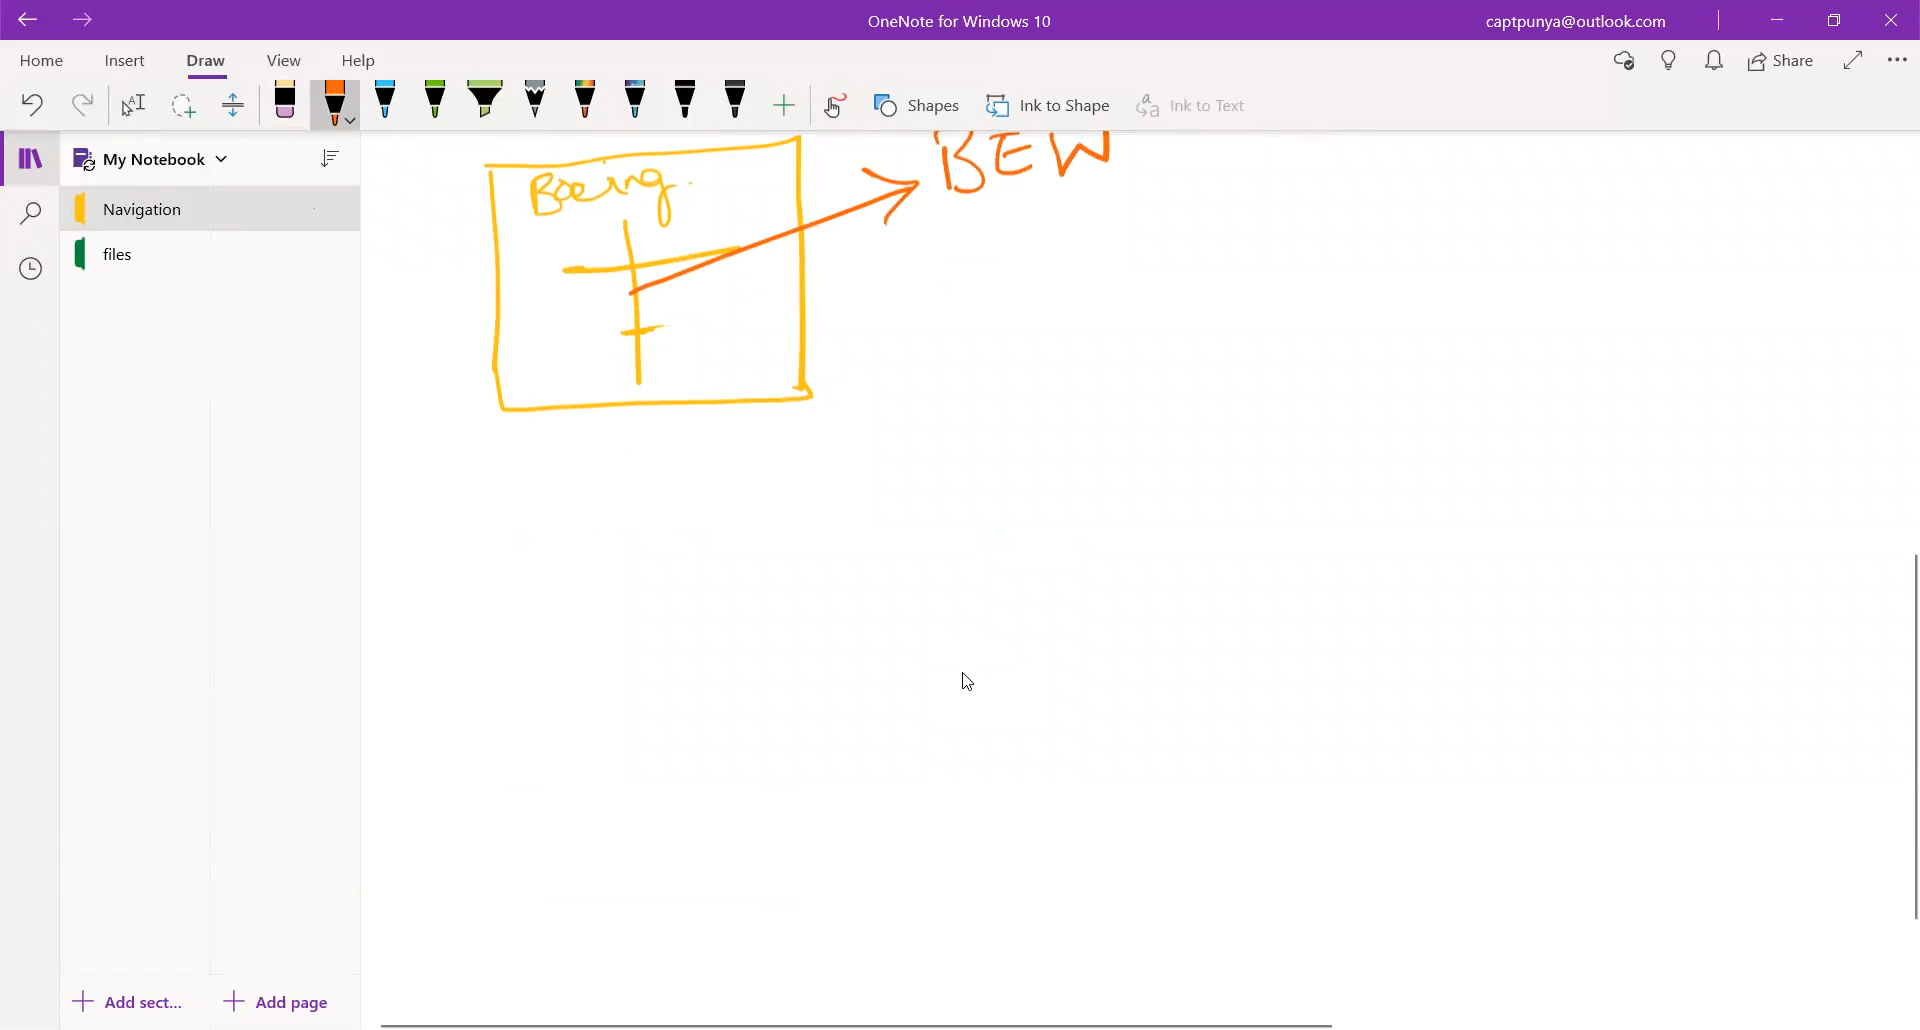 OneNote for Windows 10
captpunya@outlook.com
Home Insert Draw View Help
Share
Shapes Ink to Shape Ink to Text
My Notebook
Navigation
files
BEW
Boeing.
Add sect... Add page